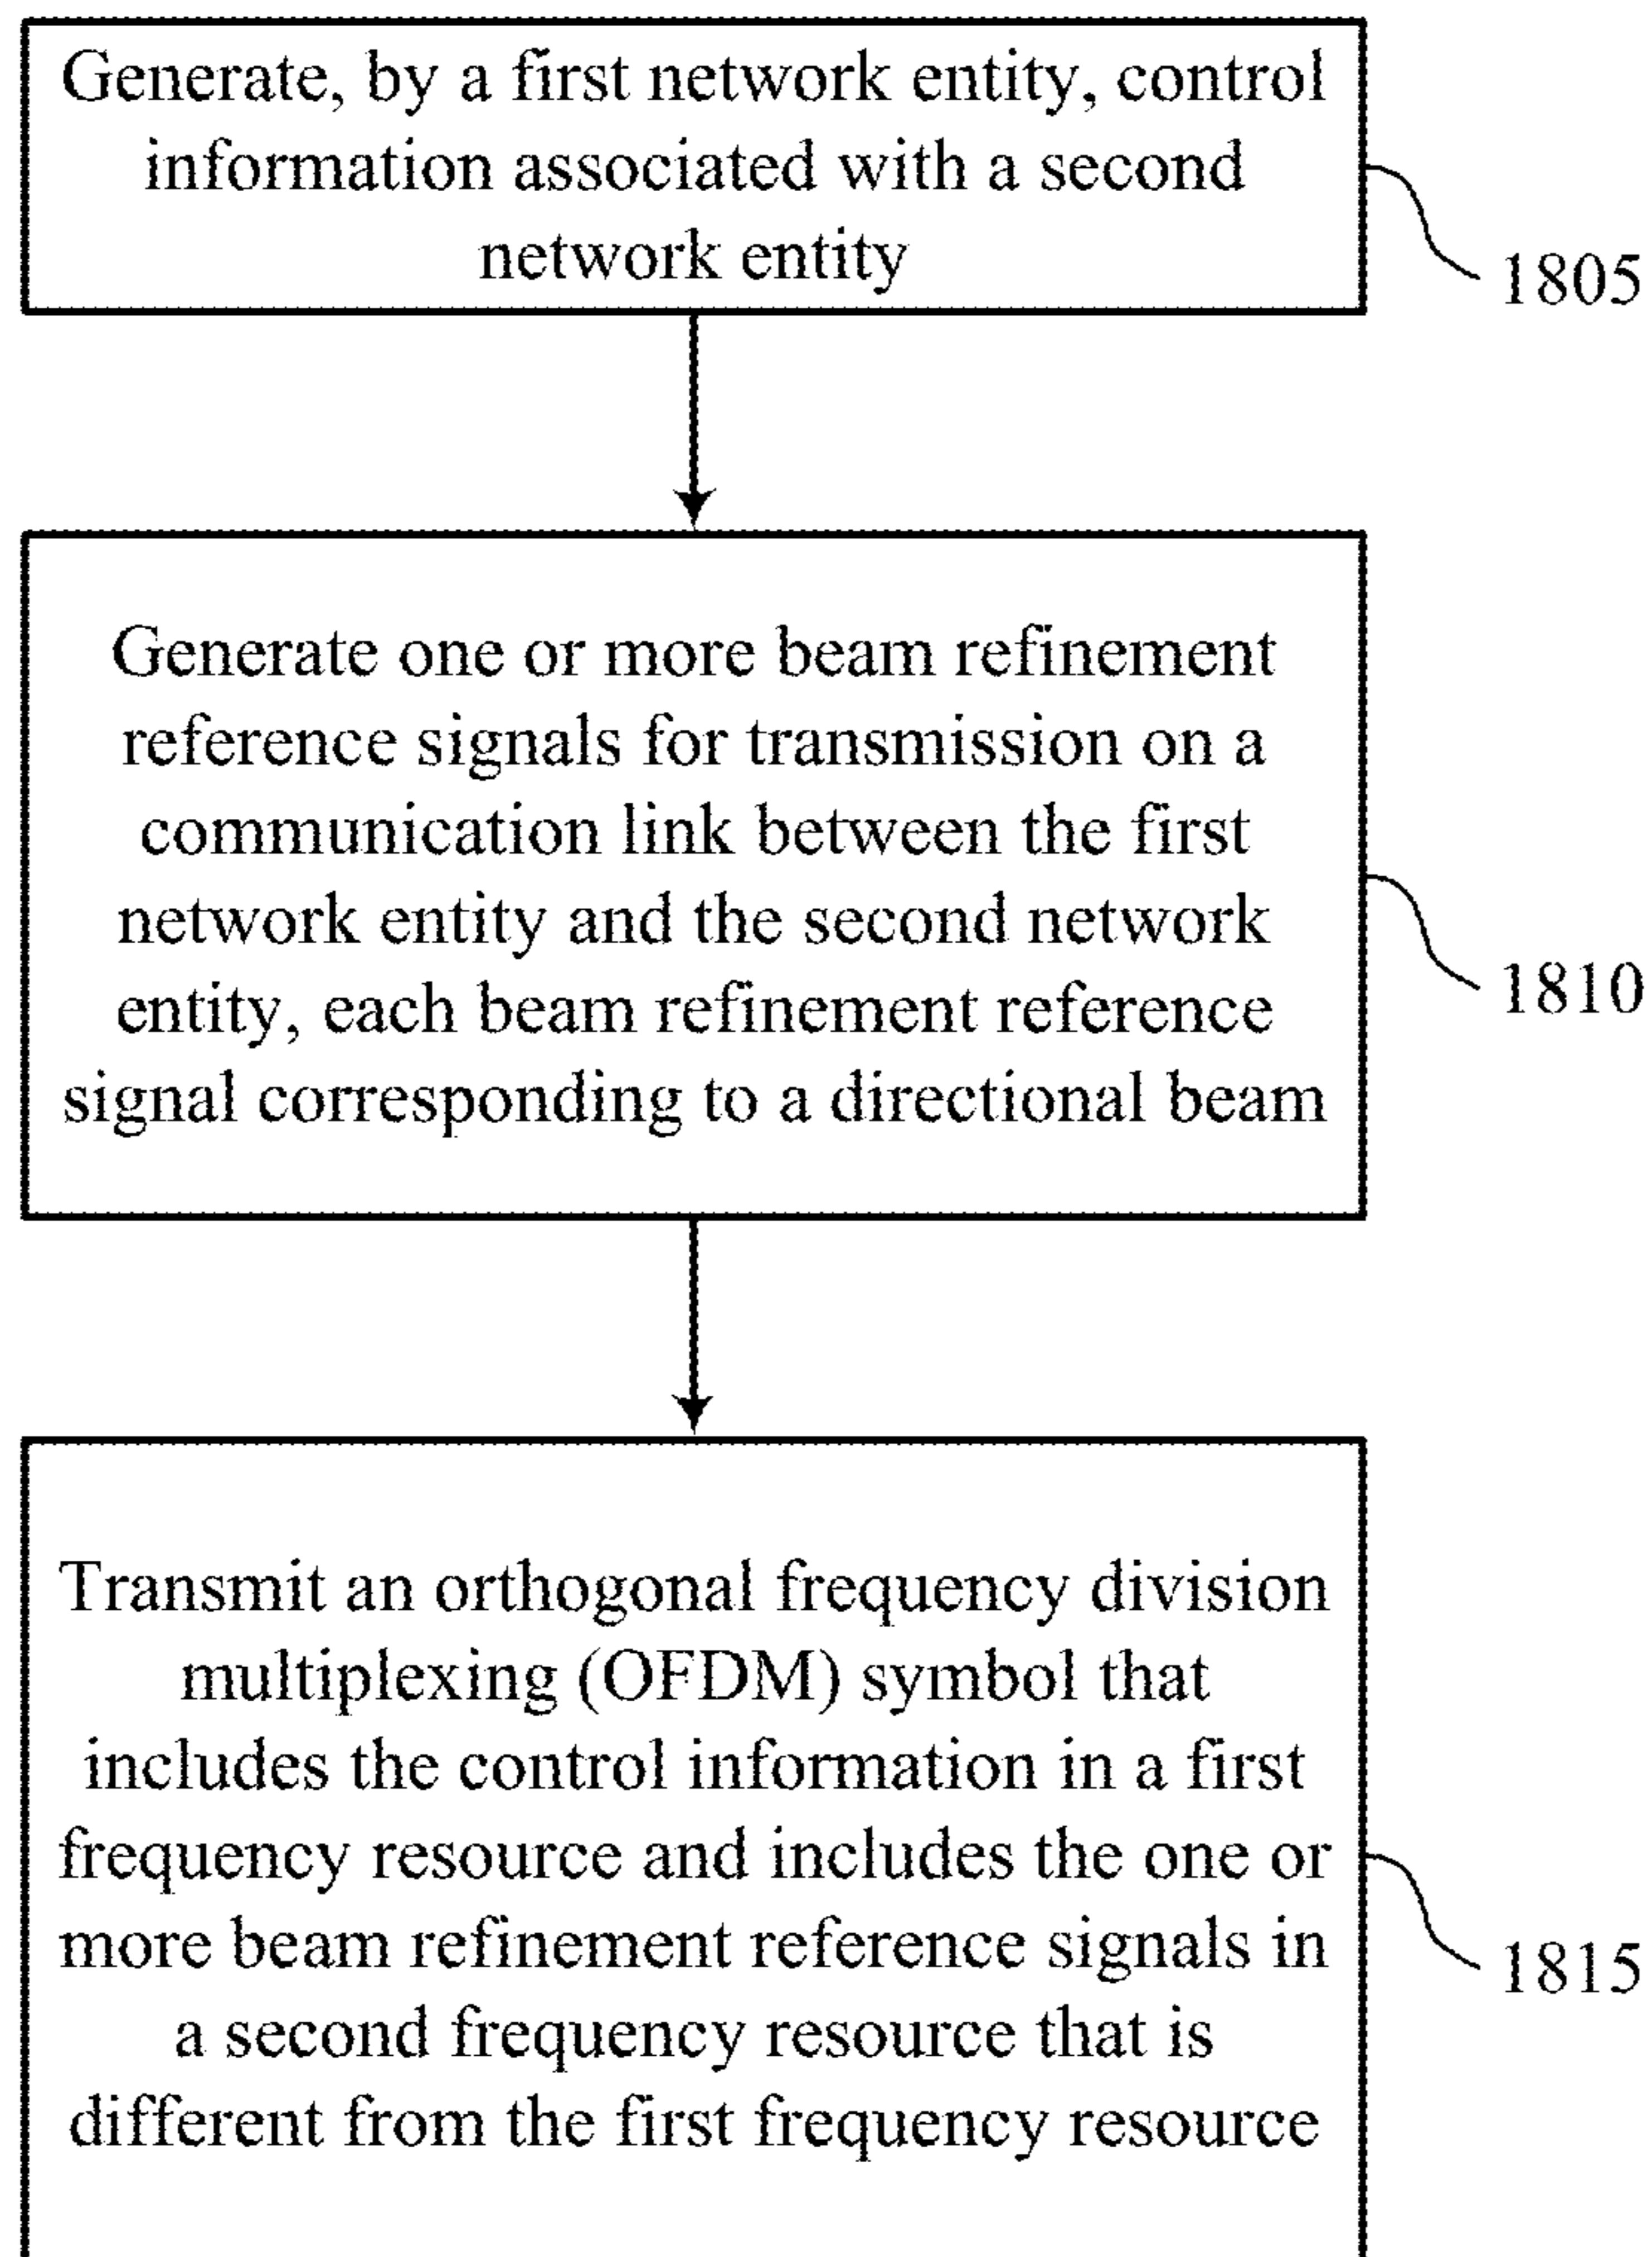 Generate, by a first network entity, control
information associated with a second
network entity
1805
Generate one or more beam refinement
reference signals for transmission on a
communication link between the first
network entity and the second network
entity, each beam refinement reference
signal corresponding to a directional beam
1810
Transmit an orthogonal frequency division
multiplexing (OFDM) symbol that
includes the control information in a first
frequency resource and includes the one or
more beam refinement reference signals in
a second frequency resource that is
different from the first frequency resource
1815